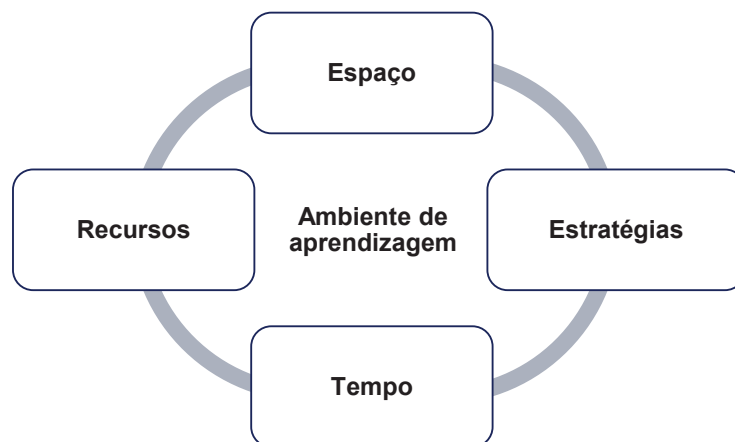 Espaço
Recursos
Ambiente de
aprendizagem
Estratégias
Tempo